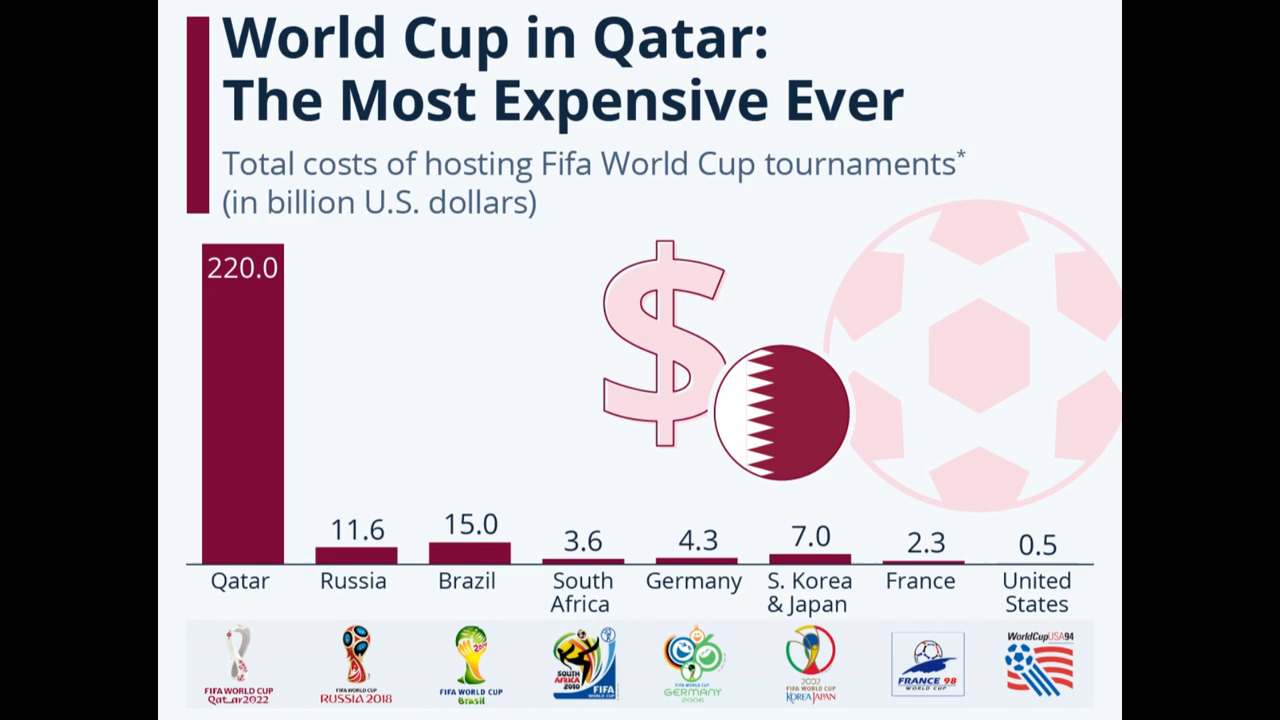 World Cup in Qatar:
The Most Expensive Ever
Total costs of hosting Fifa World Cup tournaments*
(in billion U.S. dollars)
$
220.0
11.6
15.0
3.6
4.3
7.0
2.3
0.5
Qatar
Russia
Brazil
South
Africa
Germany
S. Korea
& Japan
France
United
States
FIFA WORLD CUP
Qatar2022
FIFA WORLD CUP
RUSSIA 2018
2014
FIFA WORLD CUP
Brasil
SOUTH
AFRICA
2010
FIFA
WORLD CUP
FIFA WORLD CUP
GERMANY
2006
2002
FIFA WORLD CUP
KOREA JAPAN
FRANCE 98
WORLD CUP
WorldCupUSA94